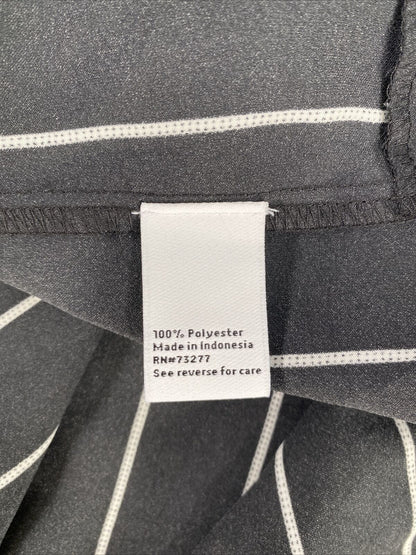 100% Polyester
Made in Indonesia
RN#73277
See reverse for care